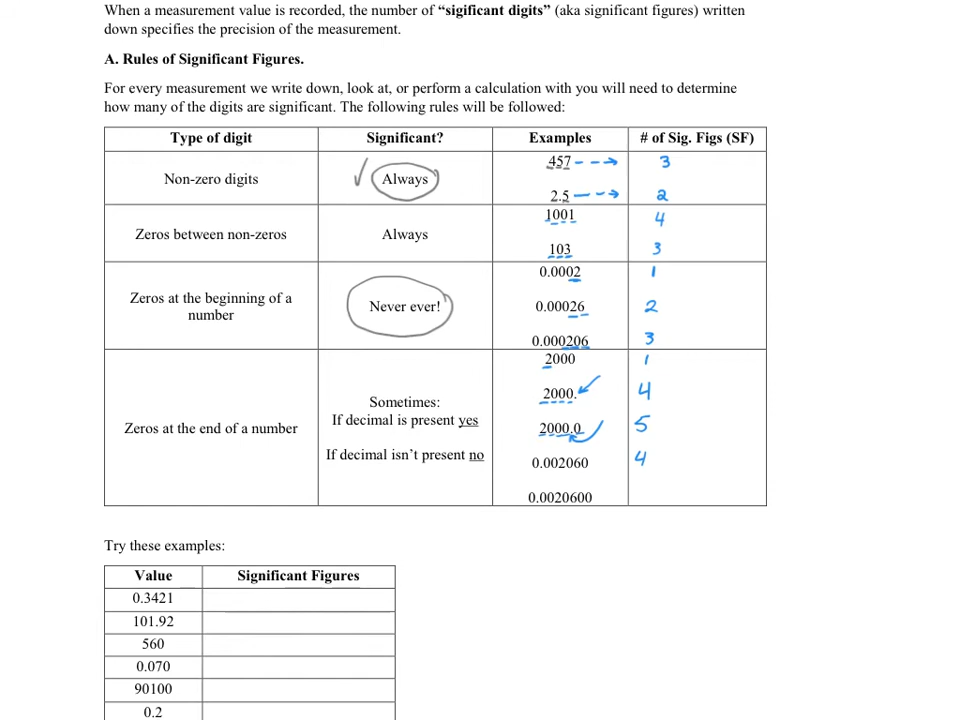 When a measurement value is recorded, the number of “sigificant digits” (aka significant figures) written
down specifies the precision of the measurement.
A. Rules of Significant Figures.
For every measurement we write down, look at, or perform a calculation with you will need to determine
how many of the digits are significant. The following rules will be followed:
Type of digit Significant? Examples # of Sig. Figs (SF)
Non-zero digits Always 457 3
2.5 2
Zeros between non-zeros Always 1001 4
103 3
Zeros at the beginning of a number Never ever! 0.0002 1
0.00026 2
0.000206 3
Zeros at the end of a number Sometimes: If decimal is present yes If decimal isn’t present no 2000 1
2000. 4
2000.0 5
0.002060 4
0.0020600
Try these examples:
Value Significant Figures
0.3421
101.92
560
0.070
90100
0.2